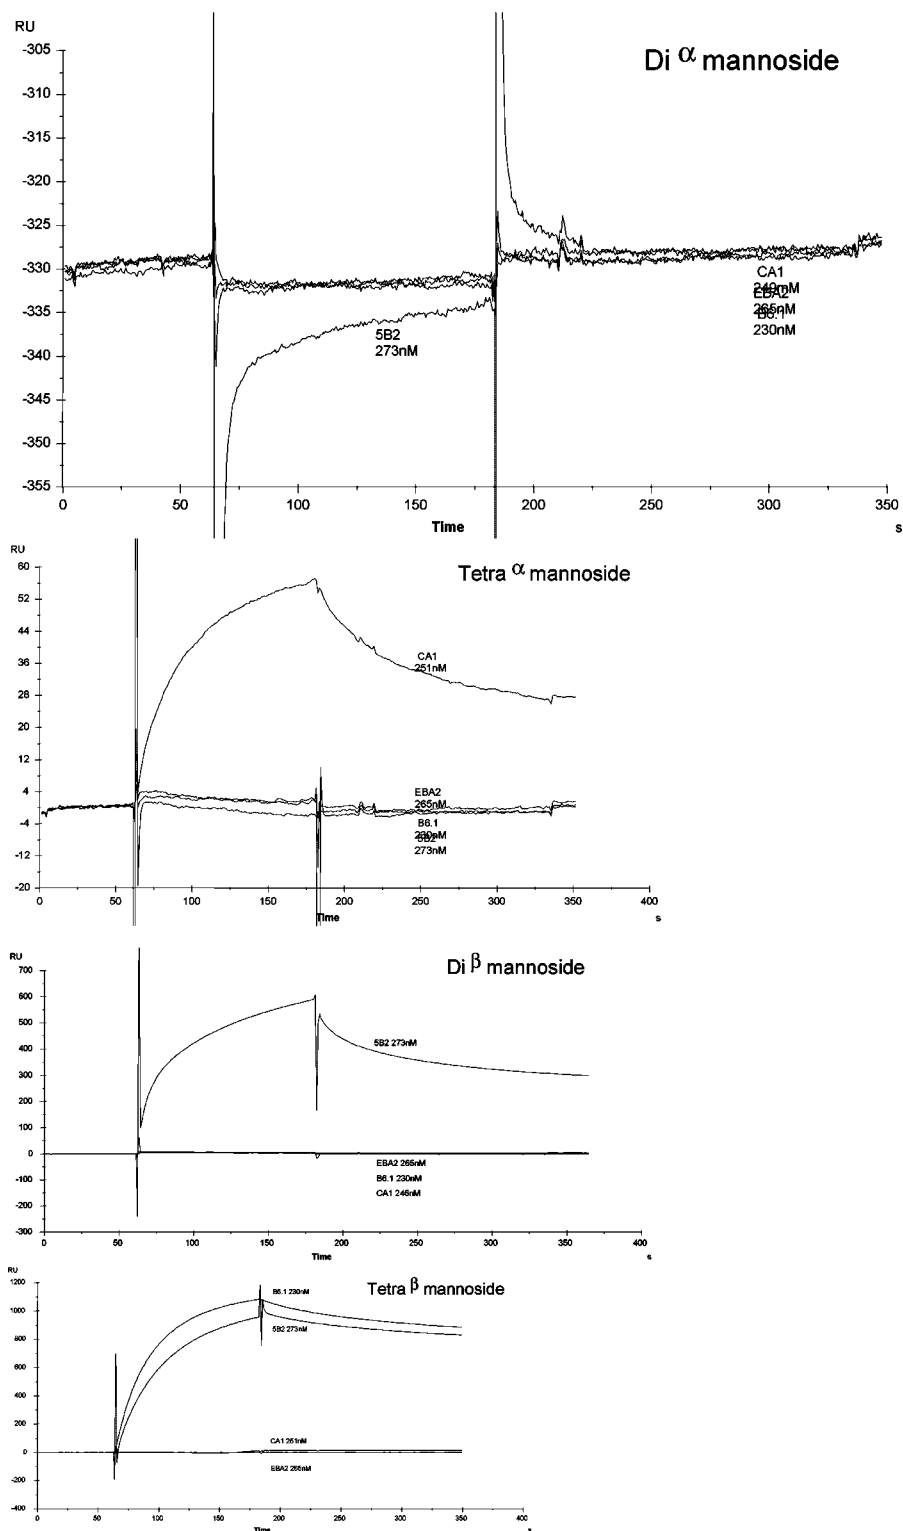 RU
Di α mannoside
-305
-310
-315
-320
-325
-330
-335
-340
-345
-350
-355
5B2
273nM
CA1
EBA2
265nM
B6.1
230nM
0 50 100 150 200 250 300 350
Time
s
RU
Tetra α mannoside
60
52
44
36
28
20
12
4
-4
-12
-20
CA1
251nM
EBA2
265nM
B6.1
230nM
5B2
273nM
0 50 100 150 200 250 300 350 400
Time
s
RU
Di β mannoside
700
600
500
400
300
200
100
0
-100
-200
-300
5B2 273nM
EBA2 265nM
B6.1 230nM
CA1 246nM
0 50 100 150 200 250 300 350 400
Time
s
RU
Tetra β mannoside
1200
1000
800
600
400
200
0
-200
-400
B6.1 230nM
5B2 273nM
CA1 251nM
EBA2 265nM
0 50 100 150 200 250 300 350 400
Time
s